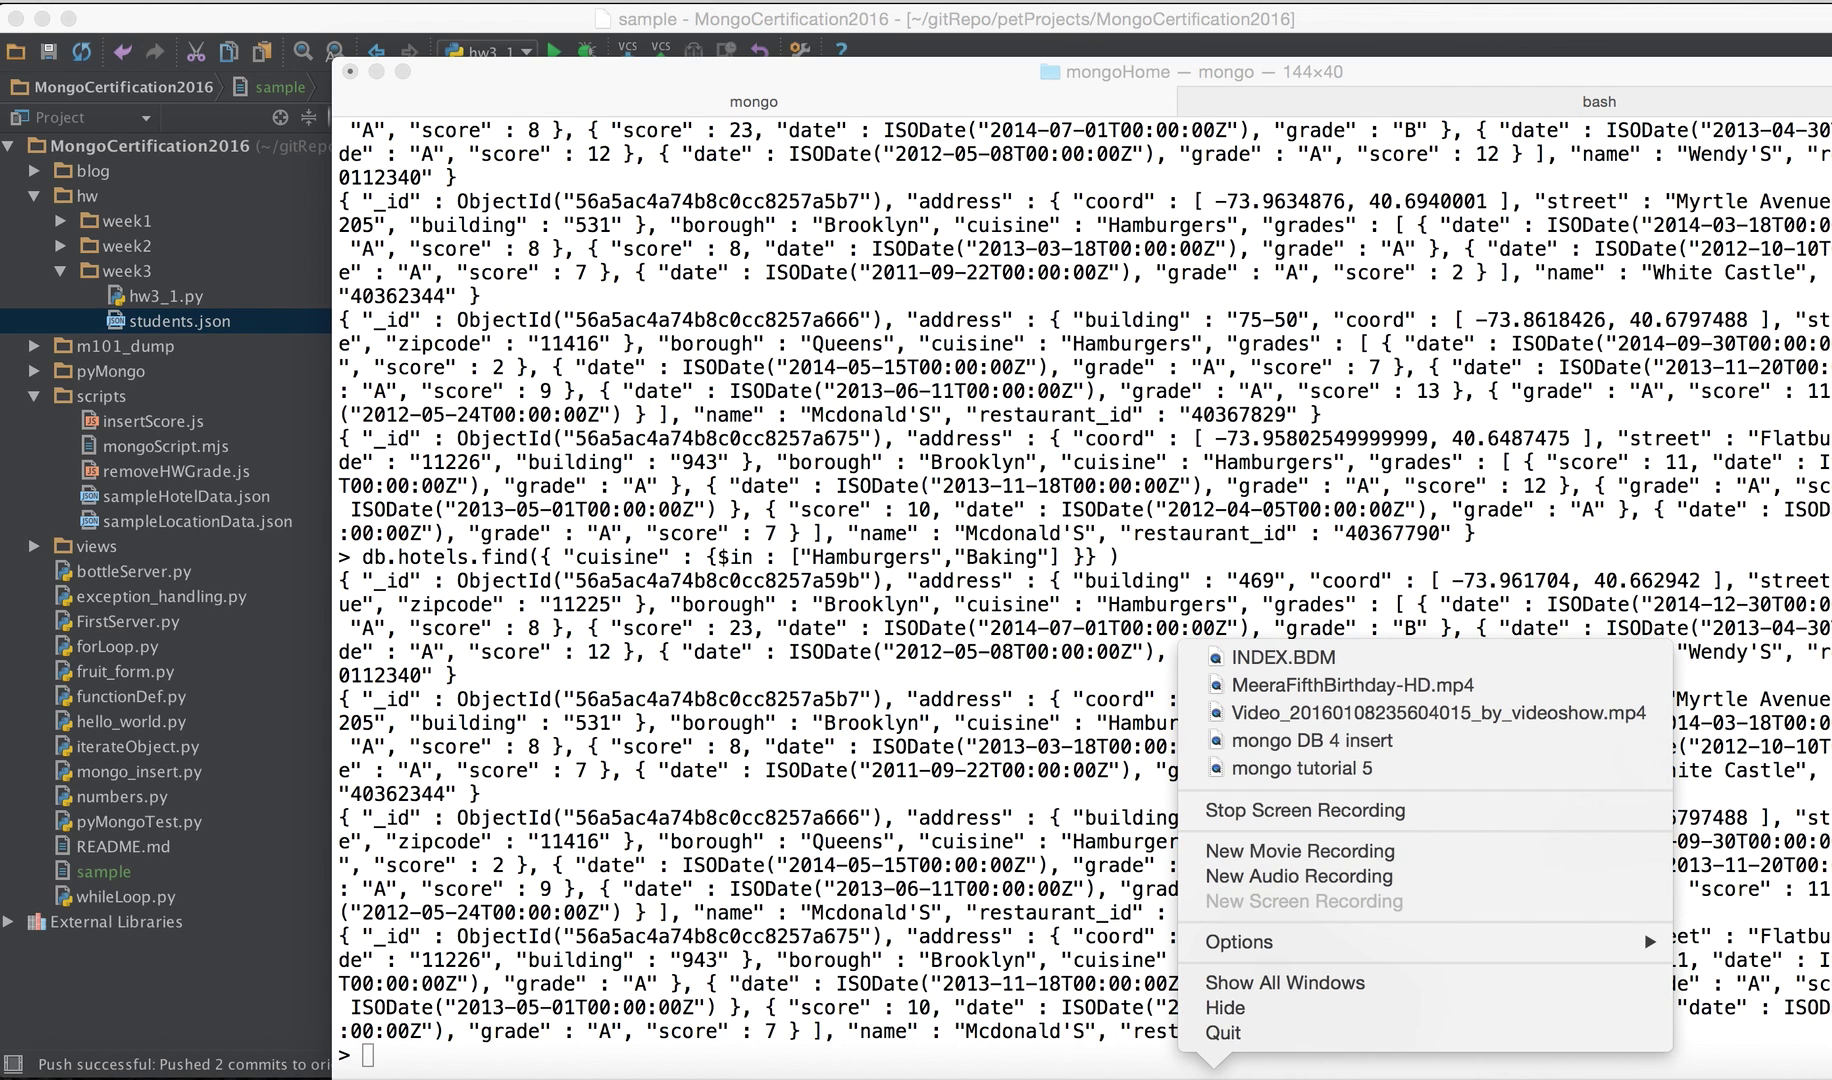 sample - MongoCertification2016 - [~/gitRepo/petProjects/MongoCertification2016]
hw3_1
VCS VCS
MongoCertification2016 sample
Project
MongoCertification2016 (~/gitRepo
blog
hw
week1
week2
week3
hw3_1.py
students.json
m101_dump
pyMongo
scripts
insertScore.js
mongoScript.mjs
removeHWGrade.js
sampleHotelData.json
sampleLocationData.json
views
bottleServer.py
exception_handling.py
FirstServer.py
forLoop.py
fruit_form.py
functionDef.py
hello_world.py
iterateObject.py
mongo_insert.py
numbers.py
pyMongoTest.py
README.md
sample
whileLoop.py
External Libraries
Push successful: Pushed 2 commits to ori
mongoHome — mongo — 144×40
mongo
bash
"A", "score" : 8 }, { "score" : 23, "date" : ISODate("2014-07-01T00:00:00Z"), "grade" : "B" }, { "date" : ISODate("2013-04-30
de" : "A", "score" : 12 }, { "date" : ISODate("2012-05-08T00:00:00Z"), "grade" : "A", "score" : 12 } ], "name" : "Wendy'S", "r
0112340" }
{ "_id" : ObjectId("56a5ac4a74b8c0cc8257a5b7"), "address" : { "coord" : [ -73.9634876, 40.6940001 ], "street" : "Myrtle Avenue
205", "building" : "531" }, "borough" : "Brooklyn", "cuisine" : "Hamburgers", "grades" : [ { "date" : ISODate("2014-03-18T00:0
"A", "score" : 8 }, { "score" : 8, "date" : ISODate("2013-03-18T00:00:00Z"), "grade" : "A" }, { "date" : ISODate("2012-10-10T
e" : "A", "score" : 7 }, { "date" : ISODate("2011-09-22T00:00:00Z"), "grade" : "A", "score" : 2 } ], "name" : "White Castle",
"40362344" }
{ "_id" : ObjectId("56a5ac4a74b8c0cc8257a666"), "address" : { "building" : "75-50", "coord" : [ -73.8618426, 40.6797488 ], "st
e", "zipcode" : "11416" }, "borough" : "Queens", "cuisine" : "Hamburgers", "grades" : [ { "date" : ISODate("2014-09-30T00:00:0
", "score" : 2 }, { "date" : ISODate("2014-05-15T00:00:00Z"), "grade" : "A", "score" : 7 }, { "date" : ISODate("2013-11-20T00:
: "A", "score" : 9 }, { "date" : ISODate("2013-06-11T00:00:00Z"), "grade" : "A", "score" : 13 }, { "grade" : "A", "score" : 11
("2012-05-24T00:00:00Z") } ], "name" : "Mcdonald'S", "restaurant_id" : "40367829" }
{ "_id" : ObjectId("56a5ac4a74b8c0cc8257a675"), "address" : { "coord" : [ -73.95802549999999, 40.6487475 ], "street" : "Flatbu
de" : "11226", "building" : "943" }, "borough" : "Brooklyn", "cuisine" : "Hamburgers", "grades" : [ { "score" : 11, "date" : I
T00:00:00Z"), "grade" : "A" }, { "date" : ISODate("2013-11-18T00:00:00Z"), "grade" : "A", "score" : 12 }, { "grade" : "A", "sc
ISODate("2013-05-01T00:00:00Z") }, { "score" : 10, "date" : ISODate("2012-04-05T00:00:00Z"), "grade" : "A" }, { "date" : ISOD
:00:00Z"), "grade" : "A", "score" : 7 } ], "name" : "Mcdonald'S", "restaurant_id" : "40367790" }
> db.hotels.find({ "cuisine" : {$in : ["Hamburgers","Baking"] }} )
{ "_id" : ObjectId("56a5ac4a74b8c0cc8257a59b"), "address" : { "building" : "469", "coord" : [ -73.961704, 40.662942 ], "street
ue", "zipcode" : "11225" }, "borough" : "Brooklyn", "cuisine" : "Hamburgers", "grades" : [ { "date" : ISODate("2014-12-30T00:0
"A", "score" : 8 }, { "score" : 23, "date" : ISODate("2014-07-01T00:00:00Z"), "grade" : "B" }, { "date" : ISODate("2013-04-30
de" : "A", "score" : 12 }, { "date" : ISODate("2012-05-08T00:00:00Z"), "Wendy'S", "r
0112340" }
{ "_id" : ObjectId("56a5ac4a74b8c0cc8257a5b7"), "address" : { "coord" : "Myrtle Avenue
205", "building" : "531" }, "borough" : "Brooklyn", "cuisine" : "Hambur 014-03-18T00:0
"A", "score" : 8 }, { "score" : 8, "date" : ISODate("2013-03-18T00:00:0 ("2012-10-10T
e" : "A", "score" : 7 }, { "date" : ISODate("2011-09-22T00:00:00Z"), "g ite Castle",
"40362344" }
{ "_id" : ObjectId("56a5ac4a74b8c0cc8257a666"), "address" : { "building 6797488 ], "st
e", "zipcode" : "11416" }, "borough" : "Queens", "cuisine" : "Hamburger -09-30T00:00:0
", "score" : 2 }, { "date" : ISODate("2014-05-15T00:00:00Z"), "grade" : 2013-11-20T00:
: "A", "score" : 9 }, { "date" : ISODate("2013-06-11T00:00:00Z"), "grad "score" : 11
("2012-05-24T00:00:00Z") } ], "name" : "Mcdonald'S", "restaurant_id" :
{ "_id" : ObjectId("56a5ac4a74b8c0cc8257a675"), "address" : { "coord" : eet" : "Flatbu
de" : "11226", "building" : "943" }, "borough" : "Brooklyn", "cuisine" 1, "date" : I
T00:00:00Z"), "grade" : "A" }, { "date" : ISODate("2013-11-18T00:00:00Z : "A", "sc
ISODate("2013-05-01T00:00:00Z") }, { "score" : 10, "date" : ISODate("2 "date" : ISOD
:00:00Z"), "grade" : "A", "score" : 7 } ], "name" : "Mcdonald'S", "rest
>
INDEX.BDM
MeeraFifthBirthday-HD.mp4
Video_20160108235604015_by_videoshow.mp4
mongo DB 4 insert
mongo tutorial 5
Stop Screen Recording
New Movie Recording
New Audio Recording
New Screen Recording
Options
Show All Windows
Hide
Quit